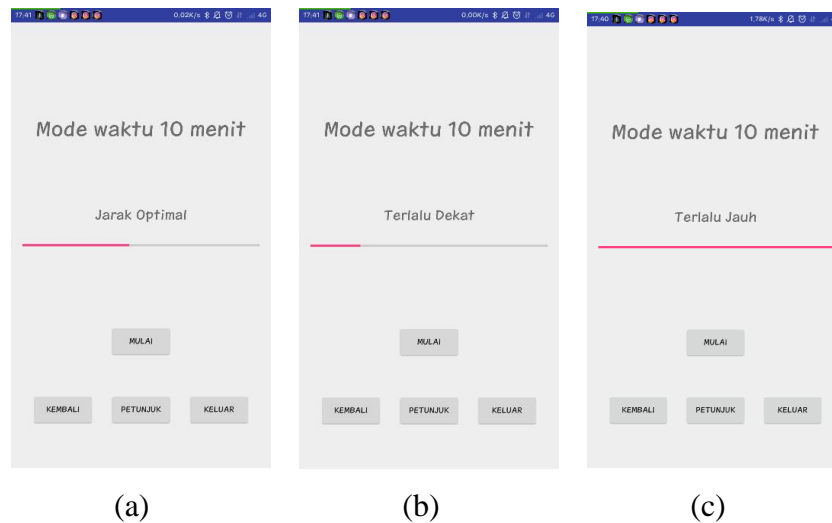 17:41 0,02K/s 4G
Mode waktu 10 menit
Jarak Optimal
MULAI
KEMBALI PETUNJUK KELUAR
(a)
17:41 0,00K/s 4G
Mode waktu 10 menit
Terlalu Dekat
MULAI
KEMBALI PETUNJUK KELUAR
(b)
17:40 1,78K/s
Mode waktu 10 menit
Terlalu Jauh
MULAI
KEMBALI PETUNJUK KELUAR
(c)